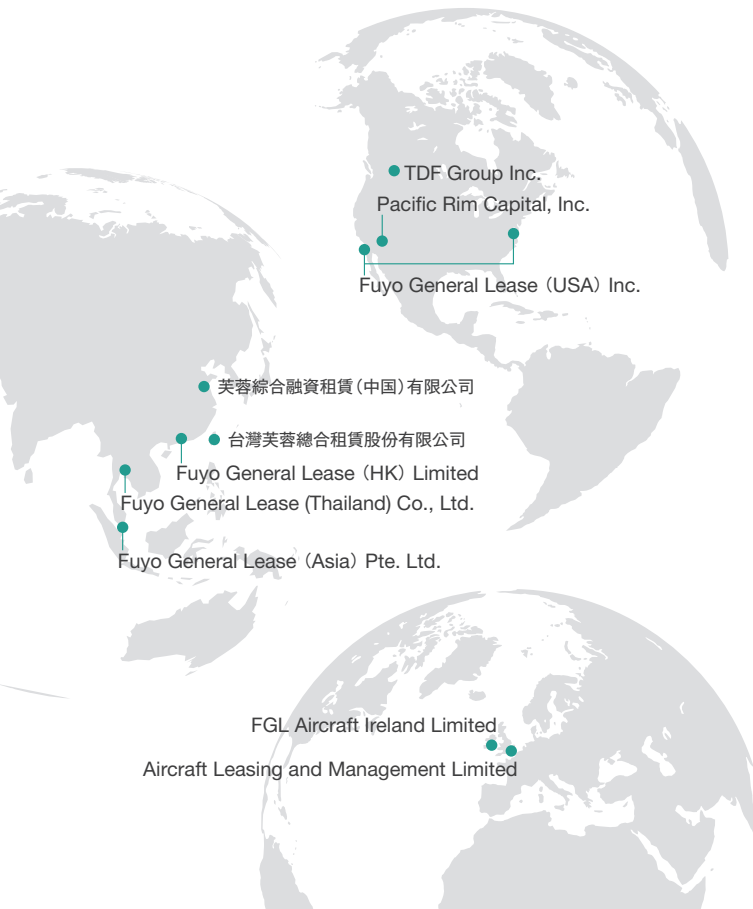 TDF Group Inc.
Pacific Rim Capital, Inc.
Fuyo General Lease（USA）Inc.
芙蓉綜合融資租賃（中国）有限公司
台灣芙蓉總合租賃股份有限公司
Fuyo General Lease（HK）Limited
Fuyo General Lease (Thailand) Co., Ltd.
Fuyo General Lease（Asia）Pte. Ltd.
FGL Aircraft Ireland Limited
Aircraft Leasing and Management Limited